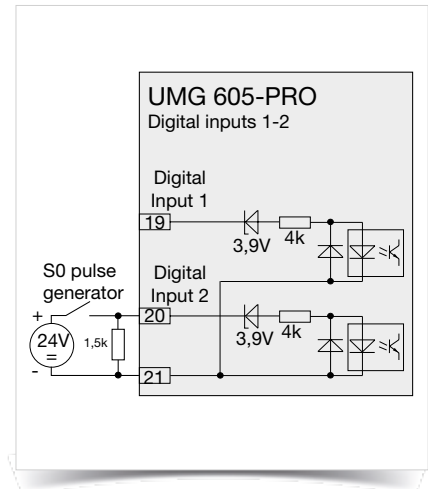 UMG 605-PRO
Digital inputs 1-2
Digital
Input 1
19
3,9V
4k
S0 pulse
generator
Digital
Input 2
+
20
3,9V
4k
24V
=
1,5k
-
21